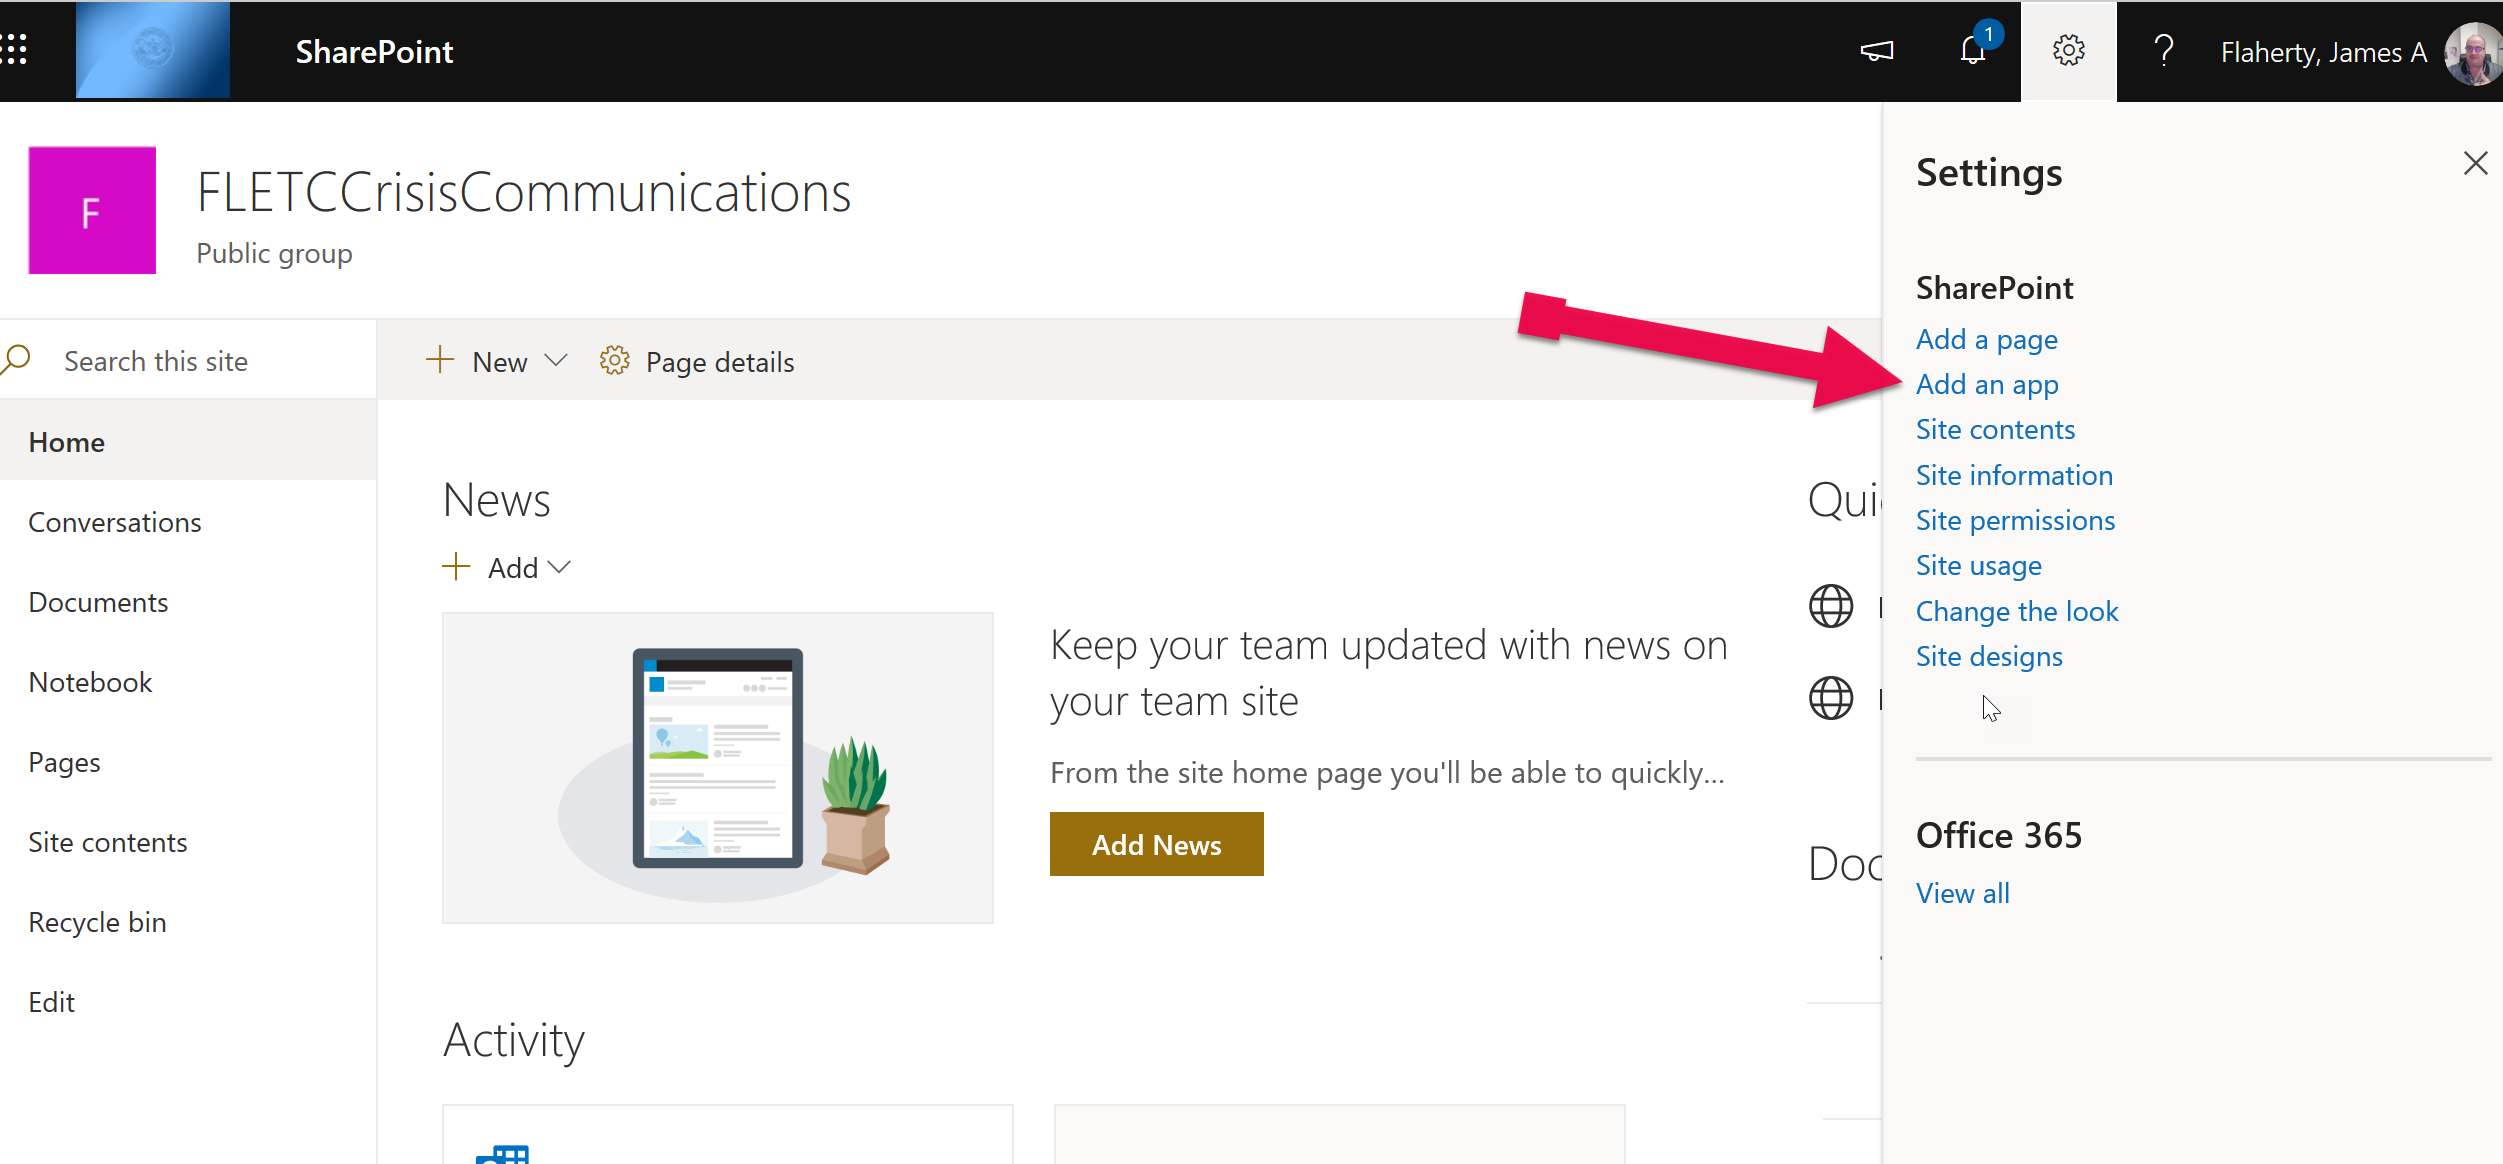 SharePoint
1
?
Flaherty, James A
F
FLETCCrisisCommunications
Public group
Search this site
New
Page details
Home
Conversations
Documents
Notebook
Pages
Site contents
Recycle bin
Edit
News
Add
Keep your team updated with news on
your team site
From the site home page you'll be able to quickly...
Add News
Activity
Qui
Doc
Settings
SharePoint
Add a page
Add an app
Site contents
Site information
Site permissions
Site usage
Change the look
Site designs
Office 365
View all